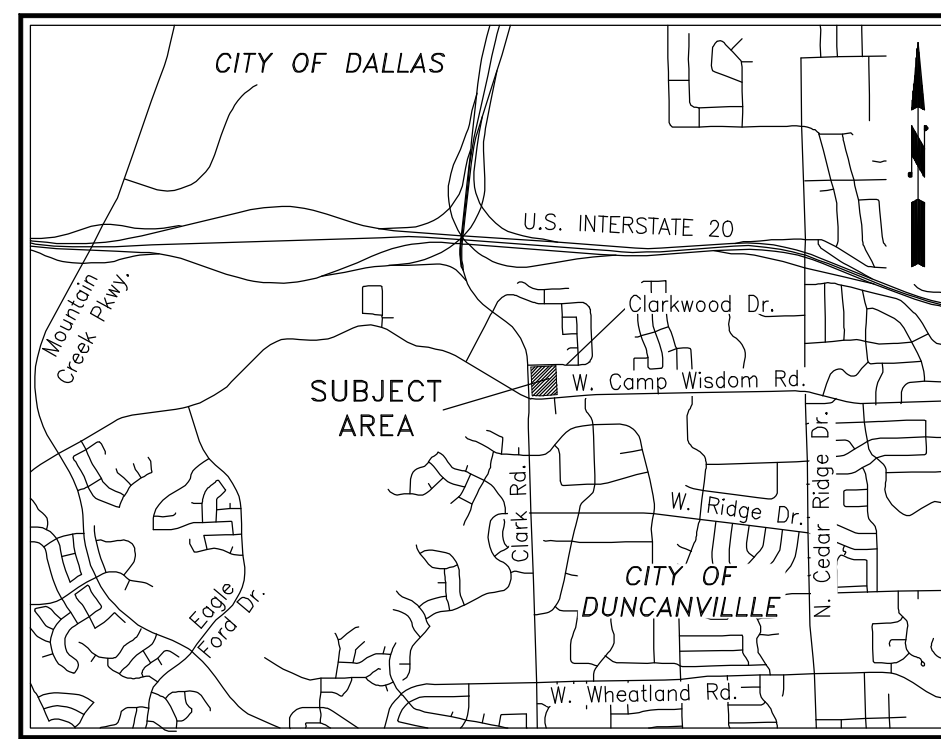 CITY OF DALLAS
N
U.S. INTERSTATE 20
Mountain
Creek Pkwy.
Clarkwood Dr.
SUBJECT
AREA
W. Camp Wisdom Rd.
Clark Rd.
W. Ridge Dr.
N. Cedar Ridge Dr.
CITY OF
DUNCANVILLLE
Eagle
Ford Dr.
W. Wheatland Rd.